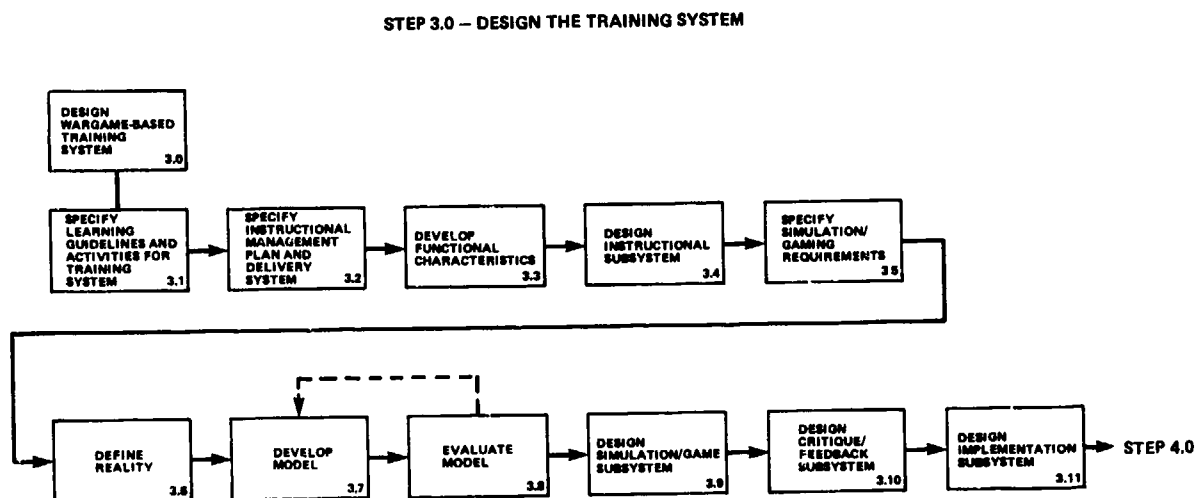 STEP 3.0 – DESIGN THE TRAINING SYSTEM
DESIGN
WARGAME-BASED
TRAINING
SYSTEM
3.0
SPECIFY
LEARNING
GUIDELINES AND
ACTIVITIES FOR
TRAINING
SYSTEM
3.1
SPECIFY
INSTRUCTIONAL
MANAGEMENT
PLAN AND
DELIVERY
SYSTEM
3.2
DEVELOP
FUNCTIONAL
CHARACTERISTICS
3.3
DESIGN
INSTRUCTIONAL
SUBSYSTEM
3.4
SPECIFY
SIMULATION/
GAMING
REQUIREMENTS
3 5
DEFINE
REALITY
3.6
DEVELOP
MODEL
3.7
EVALUATE
MODEL
3.8
DESIGN
SIMULATION/GAME
SUBSYSTEM
3.9
DESIGN
CRITIQUE/
FEEDBACK
SUBSYSTEM
3.10
DESIGN
IMPLEMENTATION
SUBSYSTEM
3.11
STEP 4.0